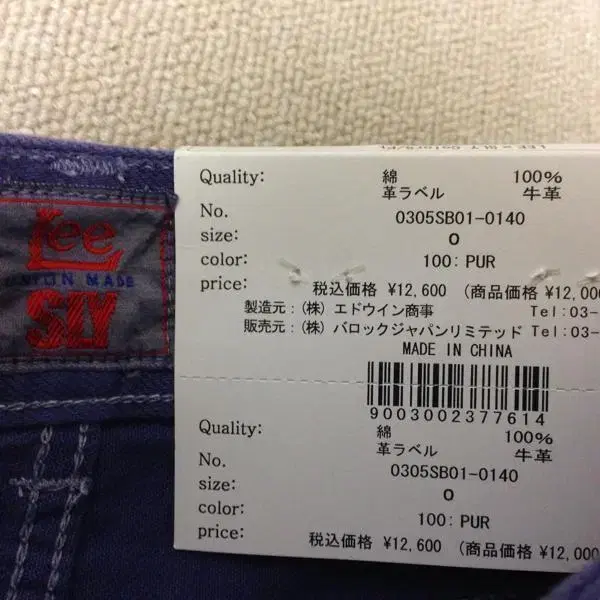 Lee
SLY
Quality: 綿 100%
革ラベル 牛革
No. 0305SB01-0140
size: 0
color: 100: PUR
price: 税込価格 ¥12,600 (商品価格 ¥12,000
製造元：(株) エドウイン商事 Tel:03-
販売元：(株) バロックジャパンリミテッド Tel:03-
MADE IN CHINA
9003002377614
Quality: 綿 100%
革ラベル 牛革
No. 0305SB01-0140
size: 0
color: 100: PUR
price: 税込価格 ¥12,600 (商品価格 ¥12,000